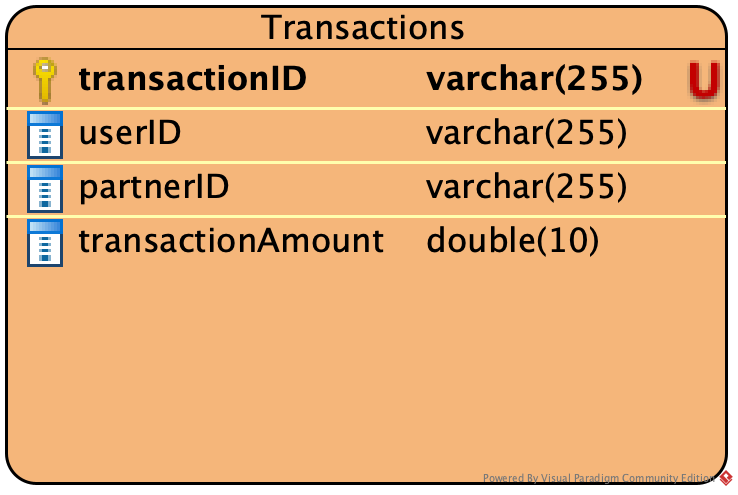 Transactions
transactionID varchar(255) U
userID varchar(255)
partnerID varchar(255)
transactionAmount double(10)
Powered By Visual Paradigm Community Edition